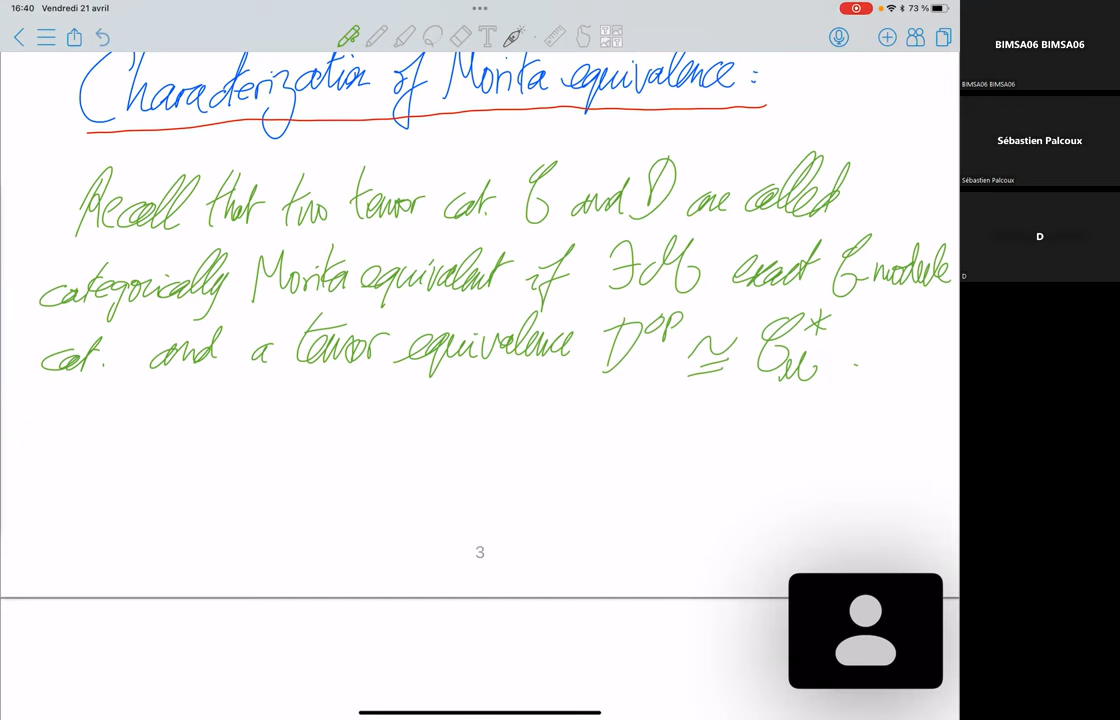 16:40 Vendredi 21 avril
73 %
Characterization of Morita equivalence :
Recall that two tensor cat. 𝒞 and D are called
categorically Morita equivalent if ∃ ℳ exact 𝒞-module
cat. and a tensor equivalence D^op ≅ 𝒞*_ℳ .
3
BIMSA06 BIMSA06
BIMSA06 BIMSA06
Sébastien Palcoux
Sébastien Palcoux
D
D